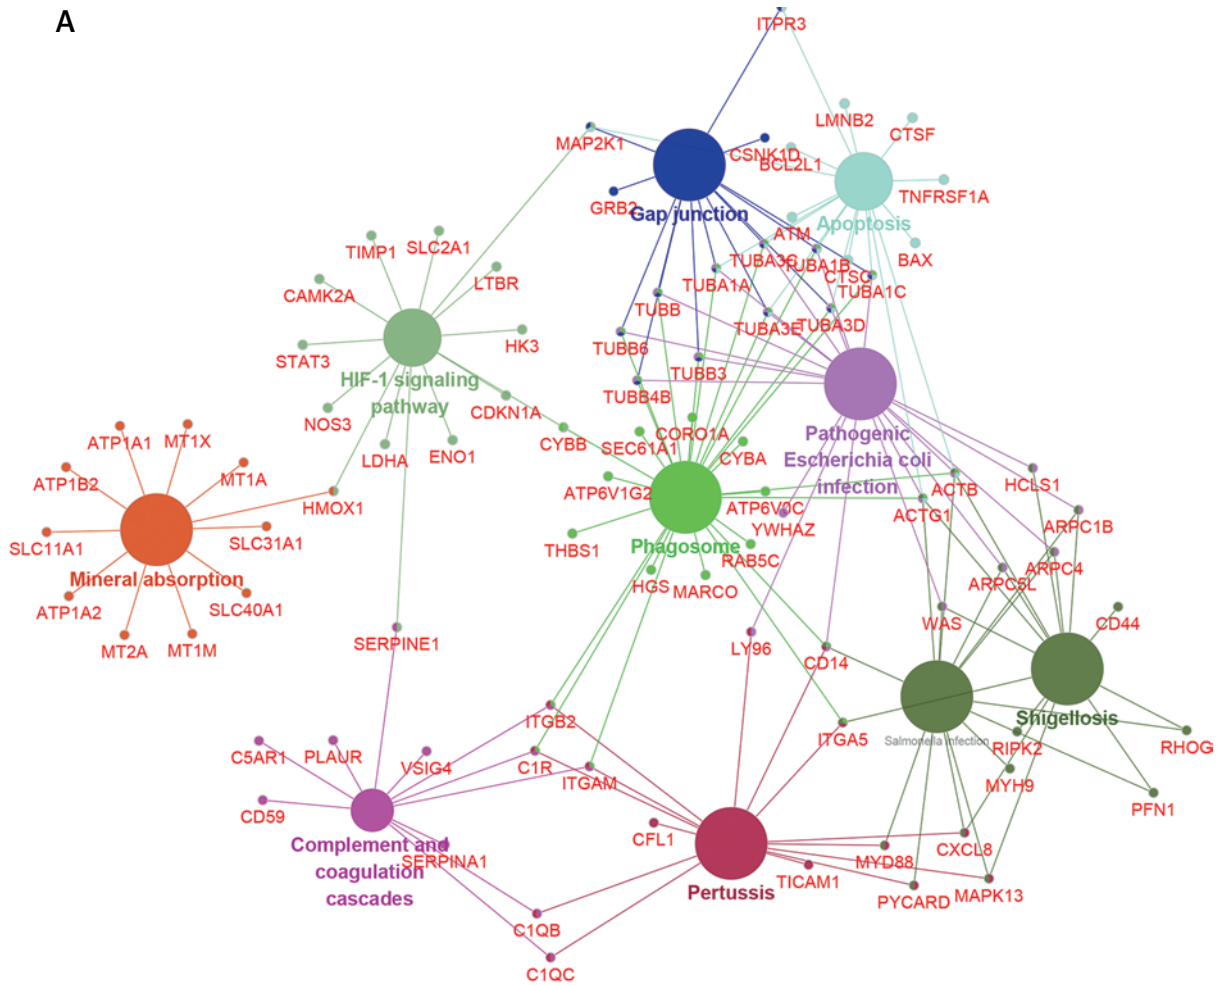 A
ITPR3
LMNB2
CTSF
MAP2K1
CSNK1D
BCL2L1
TNFRSF1A
GRB2
Gap junction
Apoptosis
ATM
TIMP1
SLC2A1
TUBA3C
TUBA1B
BAX
LTBR
TUBA1A
CTSC
TUBA1C
CAMK2A
TUBB
TUBA3E
TUBA3D
HK3
TUBB6
STAT3
TUBB3
HIF-1 signaling
pathway
TUBB4B
CDKN1A
NOS3
CYBB
CORO1A
Pathogenic
Escherichia coli
infection
ATP1A1
MT1X
LDHA
ENO1
SEC61A1
CYBA
MT1A
ATP1B2
ATP6V1G2
ATP6V0C
ACTB
HCLS1
HMOX1
ACTG1
YWHAZ
ARPC1B
SLC11A1
SLC31A1
THBS1
Phagosome
RAB5C
Mineral absorption
HGS
MARCO
ARPC5L
ARPC4
ATP1A2
SLC40A1
WAS
CD44
MT2A
MT1M
SERPINE1
LY96
CD14
ITGB2
ITGA5
Shigellosis
Salmonella infection
RIPK2
RHOG
C5AR1
PLAUR
VSIG4
C1R
ITGAM
MYH9
CD59
PFN1
CFL1
Complement and
coagulation
cascades
SERPINA1
MYD88
CXCL8
Pertussis
TICAM1
PYCARD
MAPK13
C1QB
C1QC